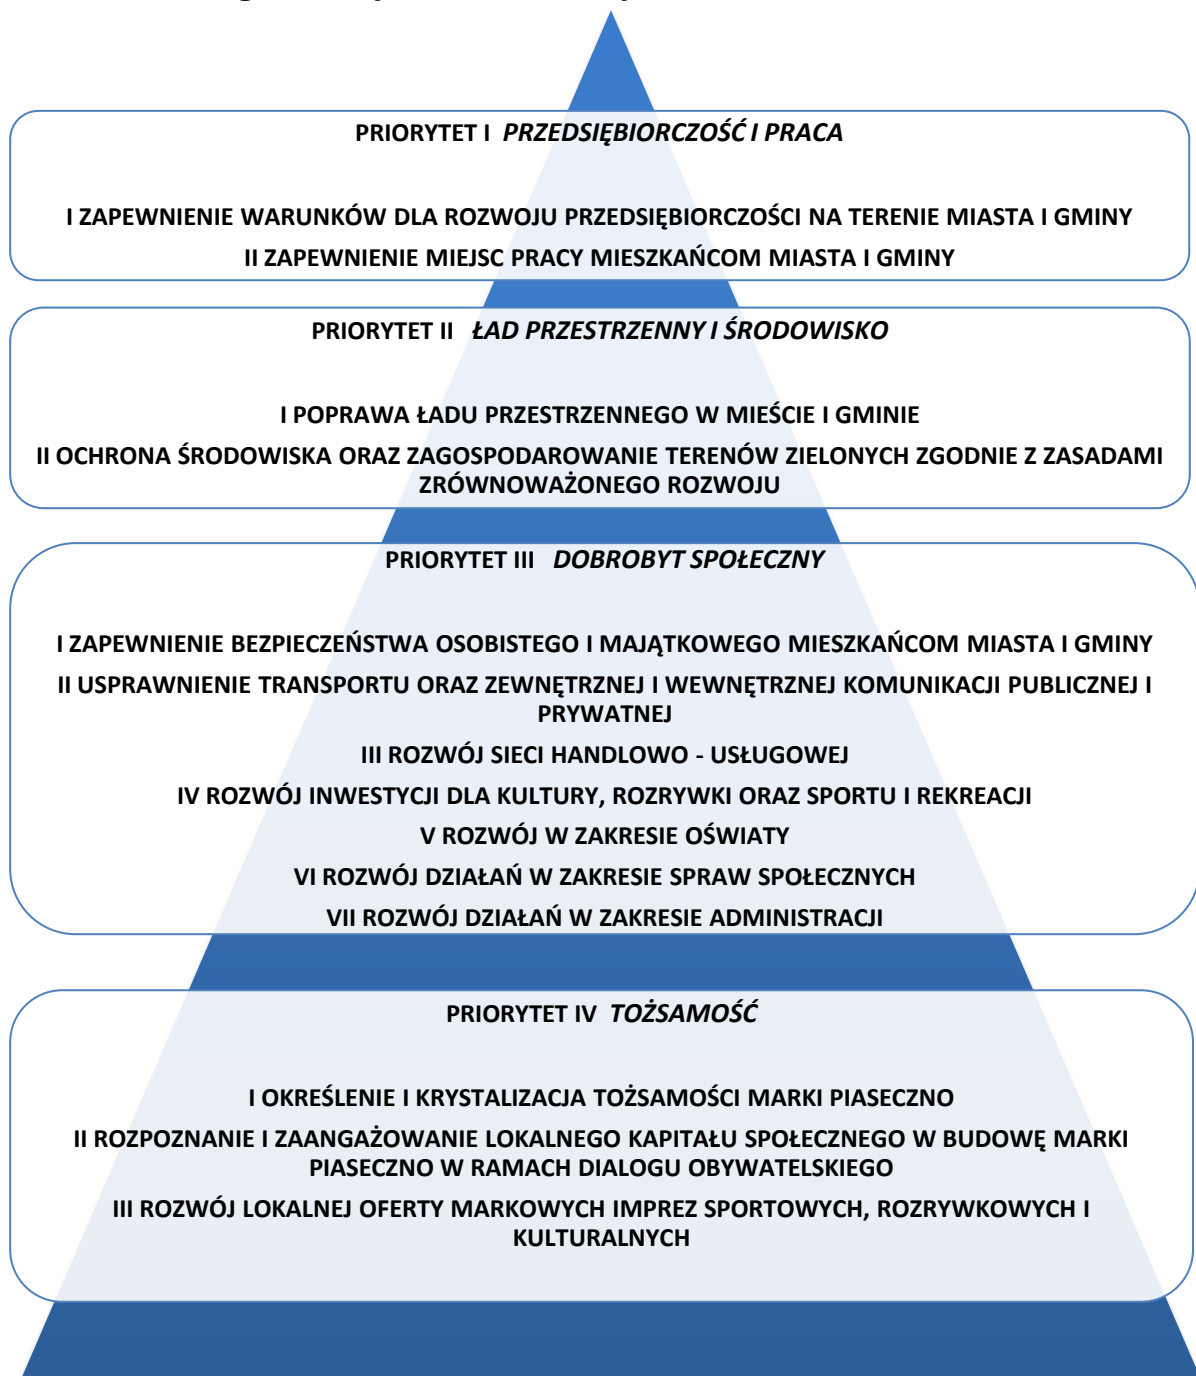 PRIORYTET I PRZEDSIĘBIORCZOŚĆ I PRACA
I ZAPEWNIENIE WARUNKÓW DLA ROZWOJU PRZEDSIĘBIORCZOŚCI NA TERENIE MIASTA I GMINY
II ZAPEWNIENIE MIEJSC PRACY MIESZKAŃCOM MIASTA I GMINY
PRIORYTET II ŁAD PRZESTRZENNY I ŚRODOWISKO
I POPRAWA ŁADU PRZESTRZENNEGO W MIEŚCIE I GMINIE
II OCHRONA ŚRODOWISKA ORAZ ZAGOSPODAROWANIE TERENÓW ZIELONYCH ZGODNIE Z ZASADAMI
ZRÓWNOWAŻONEGO ROZWOJU
PRIORYTET III DOBROBYT SPOŁECZNY
I ZAPEWNIENIE BEZPIECZEŃSTWA OSOBISTEGO I MAJĄTKOWEGO MIESZKAŃCOM MIASTA I GMINY
II USPRAWNIENIE TRANSPORTU ORAZ ZEWNĘTRZNEJ I WEWNĘTRZNEJ KOMUNIKACJI PUBLICZNEJ I
PRYWATNEJ
III ROZWÓJ SIECI HANDLOWO - USŁUGOWEJ
IV ROZWÓJ INWESTYCJI DLA KULTURY, ROZRYWKI ORAZ SPORTU I REKREACJI
V ROZWÓJ W ZAKRESIE OŚWIATY
VI ROZWÓJ DZIAŁAŃ W ZAKRESIE SPRAW SPOŁECZNYCH
VII ROZWÓJ DZIAŁAŃ W ZAKRESIE ADMINISTRACJI
PRIORYTET IV TOŻSAMOŚĆ
I OKREŚLENIE I KRYSTALIZACJA TOŻSAMOŚCI MARKI PIASECZNO
II ROZPOZNANIE I ZAANGAŻOWANIE LOKALNEGO KAPITAŁU SPOŁECZNEGO W BUDOWĘ MARKI
PIASECZNO W RAMACH DIALOGU OBYWATELSKIEGO
III ROZWÓJ LOKALNEJ OFERTY MARKOWYCH IMPREZ SPORTOWYCH, ROZRYWKOWYCH I
KULTURALNYCH